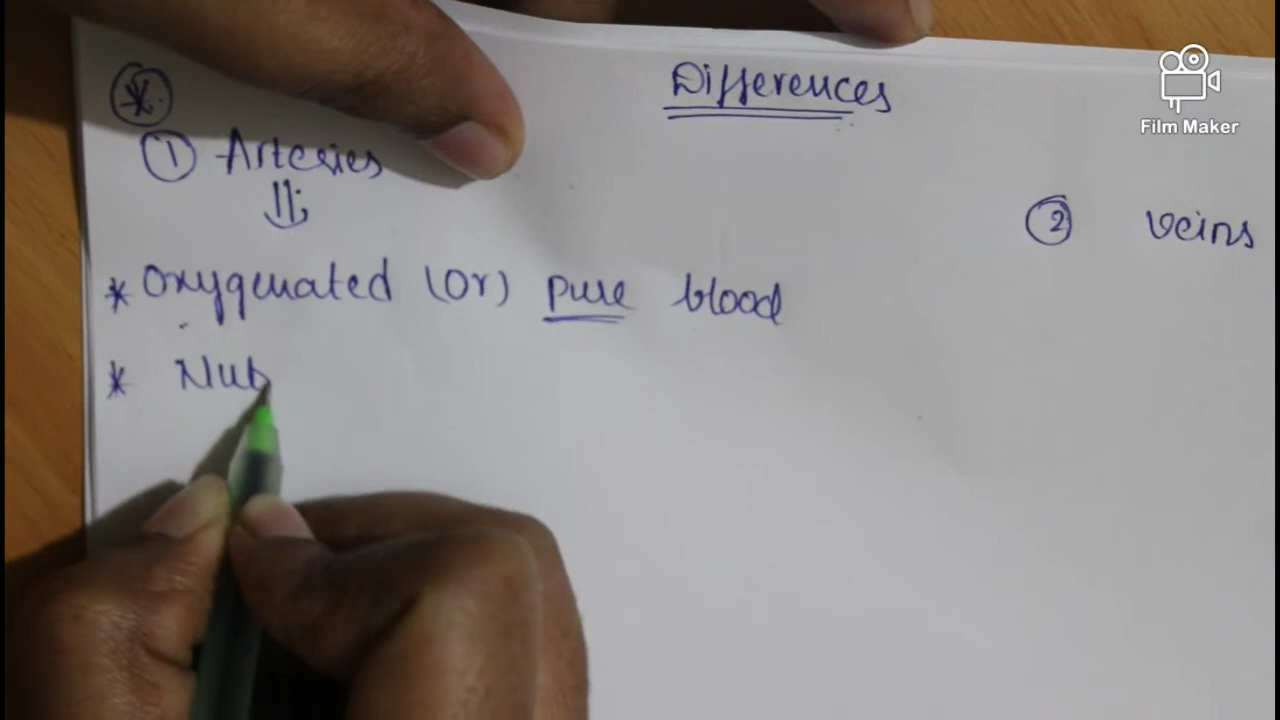 Differences
Film Maker
① Arteries
② veins
* Oxygenated (Or) pure blood
* Nut